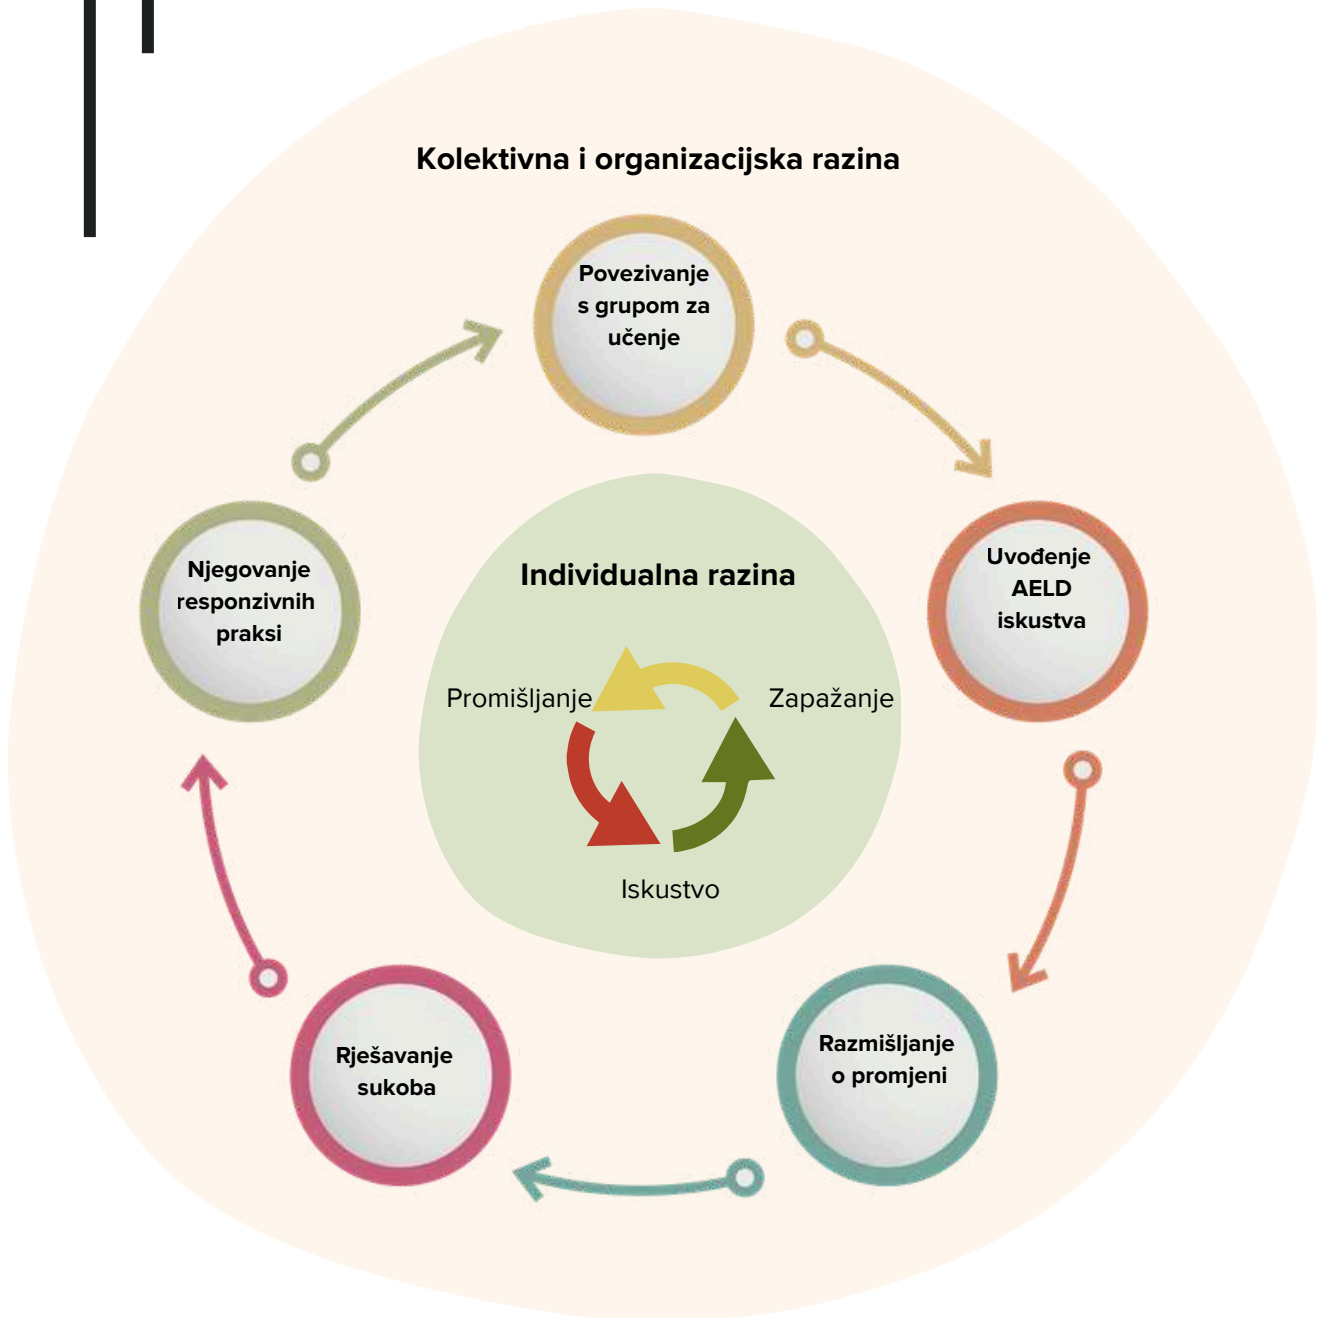 Kolektivna i organizacijska razina
Povezivanje
s grupom za
učenje
Njegovanje
responzivnih
praksi
Uvođenje
AELD
iskustva
Individualna razina
Promišljanje
Zapažanje
Iskustvo
Rješavanje
sukoba
Razmišljanje
o promjeni